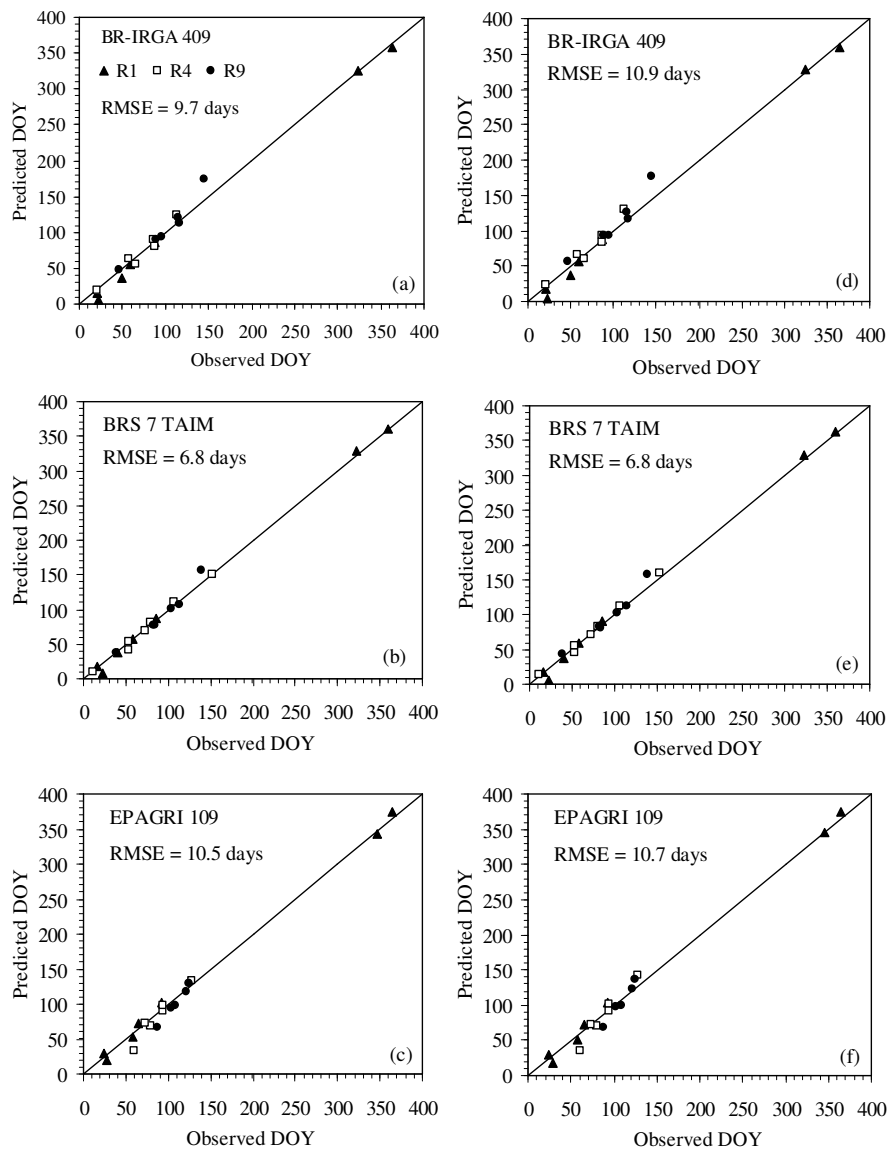 400
350
300
250
200
150
100
50
0
Predicted DOY
BR-IRGA 409
R1 R4 R9
RMSE = 9.7 days
(a)
0 50 100 150 200 250 300 350 400
Observed DOY
400
350
300
250
200
150
100
50
0
Predicted DOY
BR-IRGA 409
RMSE = 10.9 days
(d)
0 50 100 150 200 250 300 350 400
Observed DOY
400
350
300
250
200
150
100
50
0
Predicted DOY
BRS 7 TAIM
RMSE = 6.8 days
(b)
0 50 100 150 200 250 300 350 400
Observed DOY
400
350
300
250
200
150
100
50
0
Predicted DOY
BRS 7 TAIM
RMSE = 6.8 days
(e)
0 50 100 150 200 250 300 350 400
Observed DOY
400
350
300
250
200
150
100
50
0
Predicted DOY
EPAGRI 109
RMSE = 10.5 days
(c)
0 50 100 150 200 250 300 350 400
Observed DOY
400
350
300
250
200
150
100
50
0
Predicted DOY
EPAGRI 109
RMSE = 10.7 days
(f)
0 50 100 150 200 250 300 350 400
Observed DOY